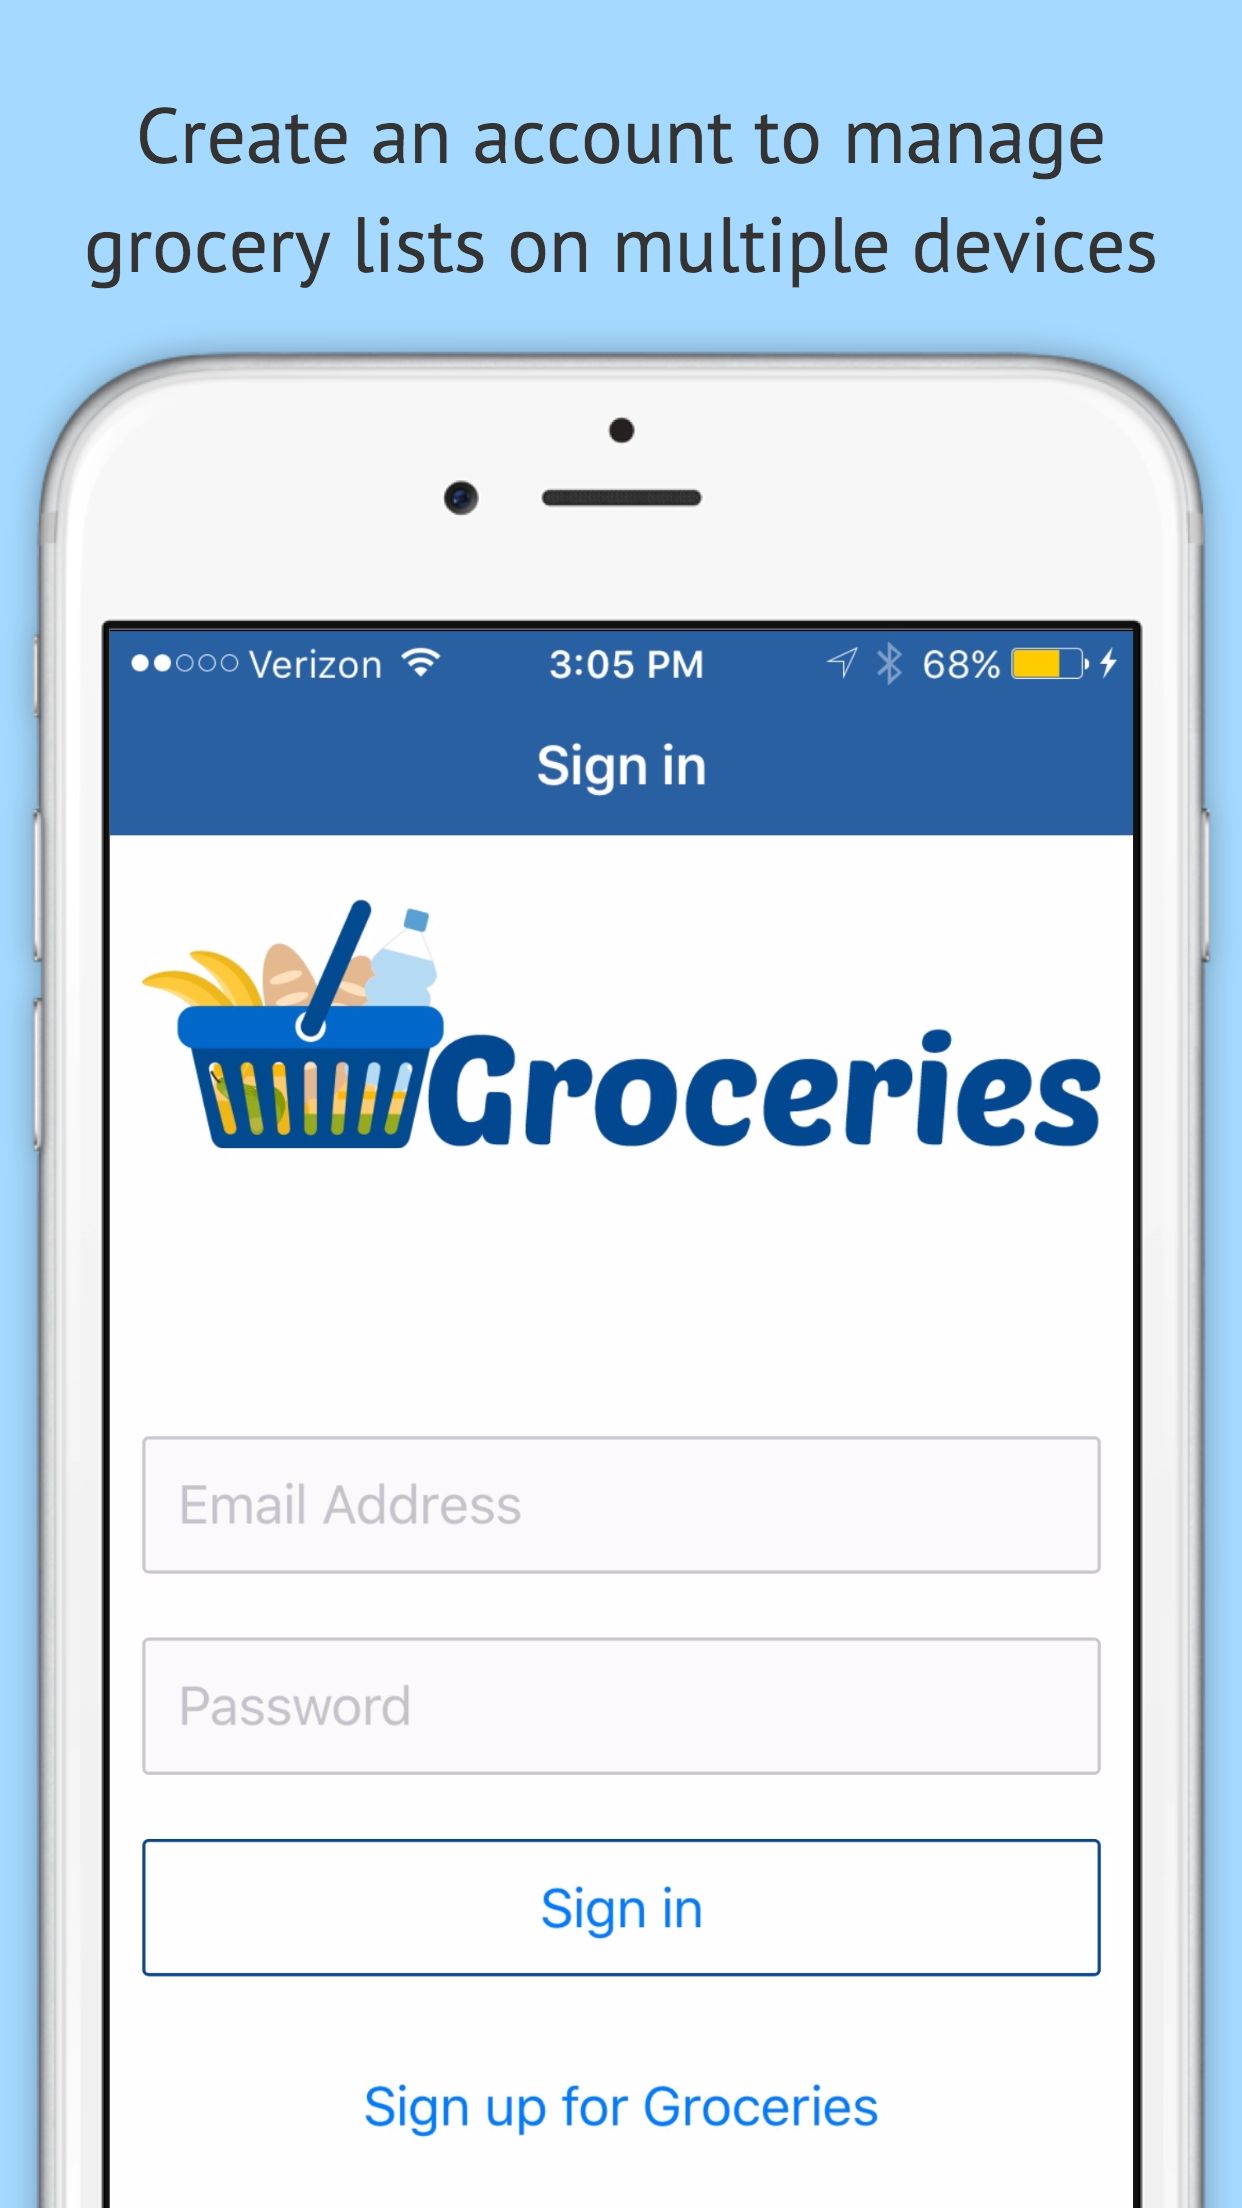 Create an account to manage
grocery lists on multiple devices
Verizon 3:05 PM 68%
Sign in
Groceries
Email Address
Password
Sign in
Sign up for Groceries